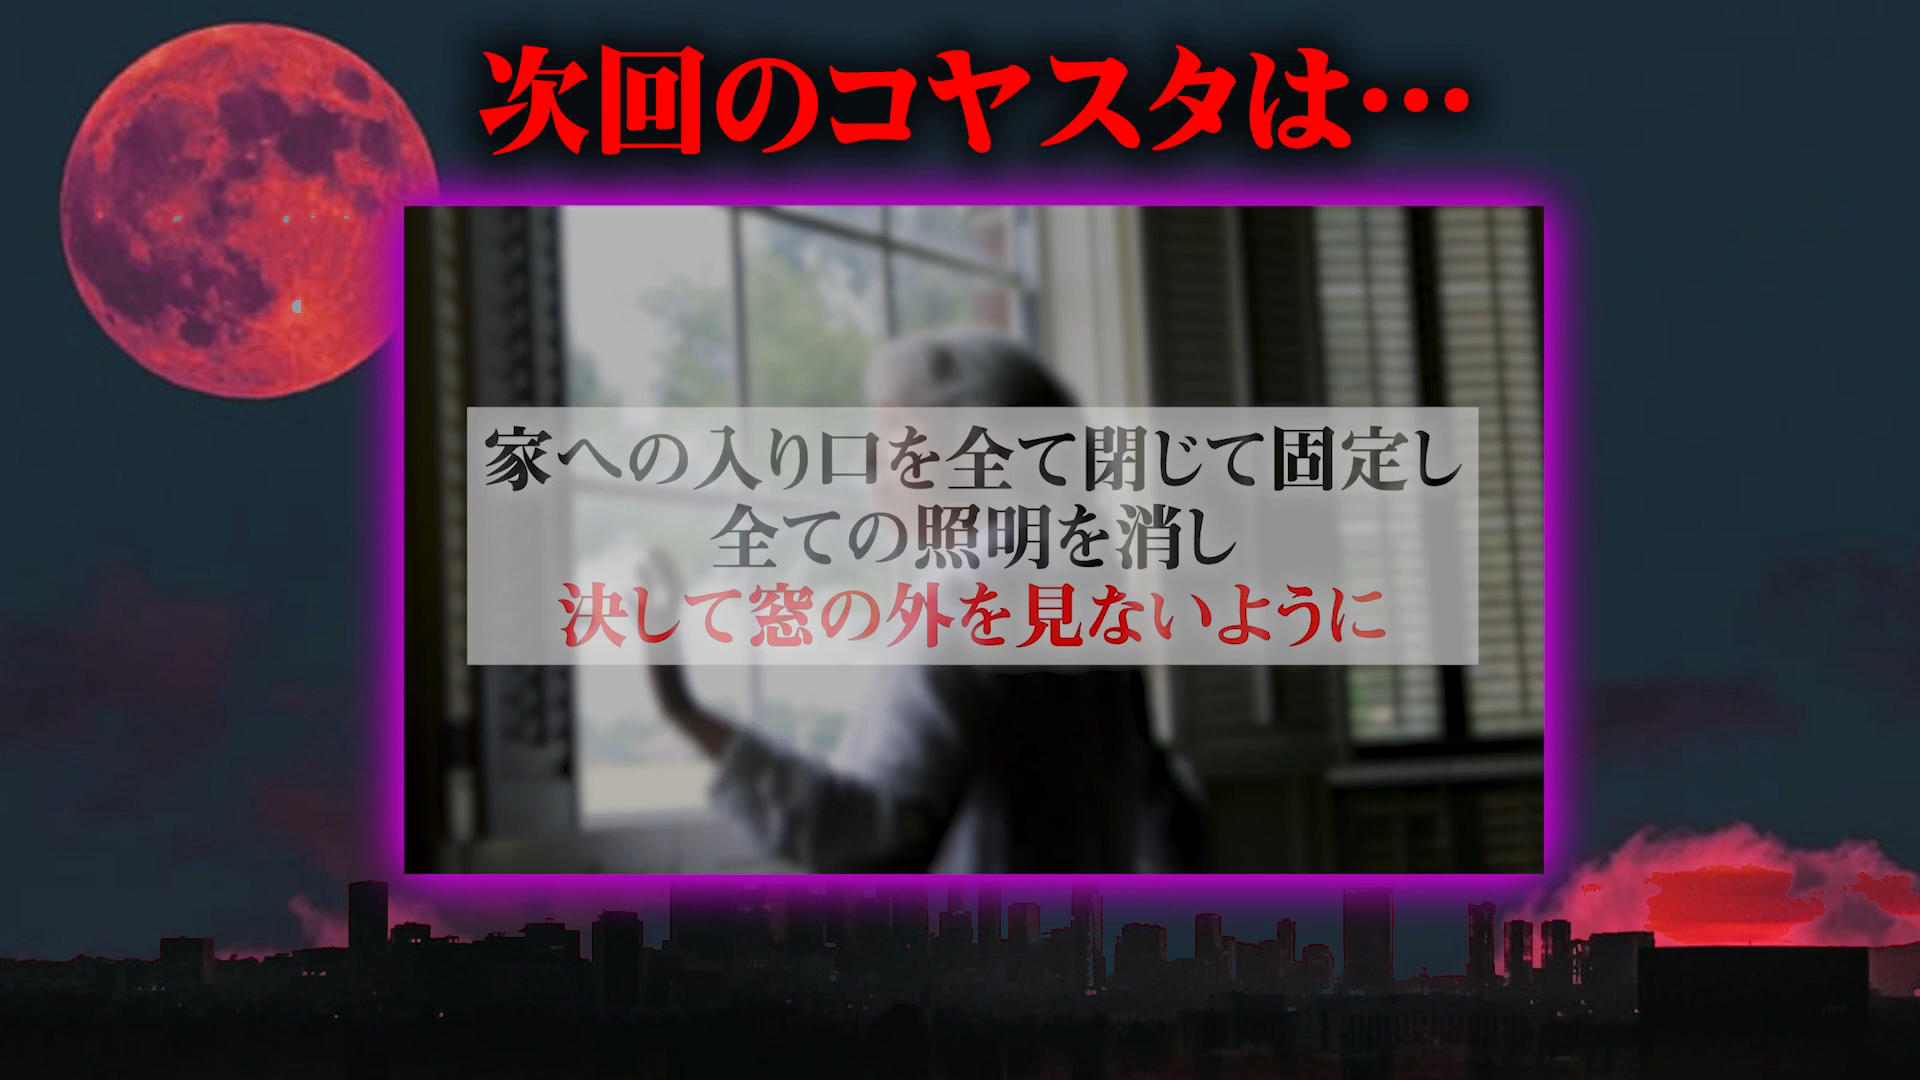 次回のコヤスタは…
家への入り口を全て閉じて固定し
全ての照明を消し
決して窓の外を見ないように